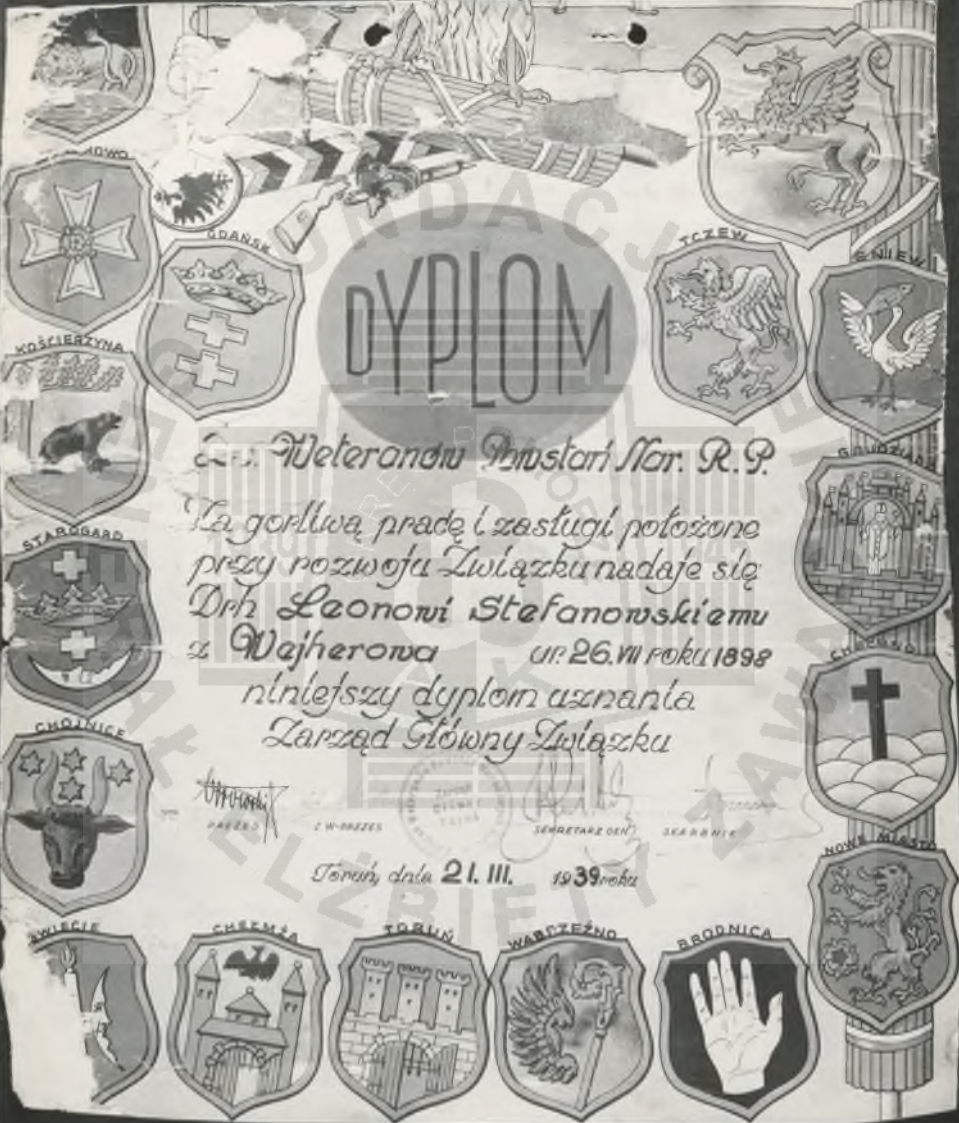 GDAŃSK
TCZEW
GNIEW
KOŚCIERZYNA
DYPLOM
Zw. Weteranów Powstań Nar. R.P.
Za gorliwą pracę i zasługi położone
przy rozwoju Związku nadaje się
Drh Leonowi Stefanowskiemu
z Wejherowa ur. 26. VII roku 1898
niniejszy dyplom uznania
Zarząd Główny Związku
STAROGARD
CHOJNICE
PREZES
Z W-PREZES
SEKRETARZ GEN.
SKARBNIK
Toruń, dnia 21. III. 1939 roku
NOWE MIASTO
ŚWIECIE
CHEŁMŻA
TORUŃ
WĄBRZEŹNO
BRODNICA